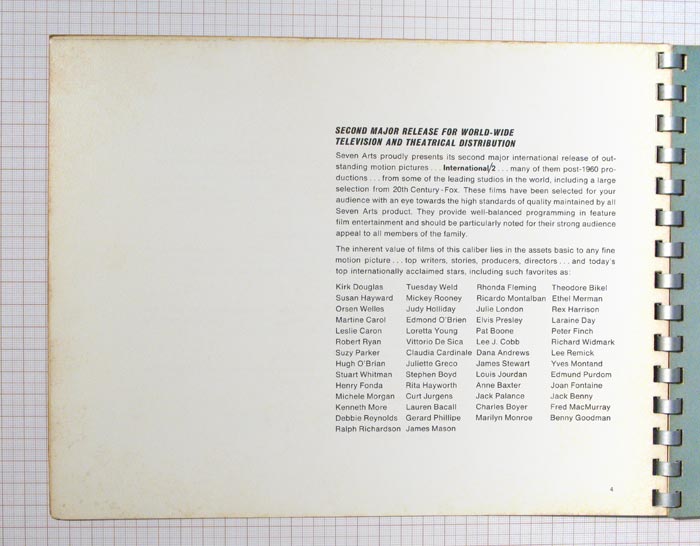 SECOND MAJOR RELEASE FOR WORLD-WIDE
TELEVISION AND THEATRICAL DISTRIBUTION
Seven Arts proudly presents its second major international release of out-
standing motion pictures . . . International/2 . . . many of them post-1960 pro-
ductions . . . from some of the leading studios in the world, including a large
selection from 20th Century-Fox. These films have been selected for your
audience with an eye towards the high standards of quality maintained by all
Seven Arts product. They provide well-balanced programming in feature
film entertainment and should be particularly noted for their strong audience
appeal to all members of the family.
The inherent value of films of this caliber lies in the assets basic to any fine
motion picture . . . top writers, stories, producers, directors . . . and today's
top internationally acclaimed stars, including such favorites as:
Kirk Douglas Tuesday Weld Rhonda Fleming Theodore Bikel
Susan Hayward Mickey Rooney Ricardo Montalban Ethel Merman
Orsen Welles Judy Holliday Julie London Rex Harrison
Martine Carol Edmond O'Brien Elvis Presley Laraine Day
Leslie Caron Loretta Young Pat Boone Peter Finch
Robert Ryan Vittorio De Sica Lee J. Cobb Richard Widmark
Suzy Parker Claudia Cardinale Dana Andrews Lee Remick
Hugh O'Brian Juliette Greco James Stewart Yves Montand
Stuart Whitman Stephen Boyd Louis Jourdan Edmund Purdom
Henry Fonda Rita Hayworth Anne Baxter Joan Fontaine
Michele Morgan Curt Jurgens Jack Palance Jack Benny
Kenneth More Lauren Bacall Charles Boyer Fred MacMurray
Debbie Reynolds Gerard Phillipe Marilyn Monroe Benny Goodman
Ralph Richardson James Mason
4